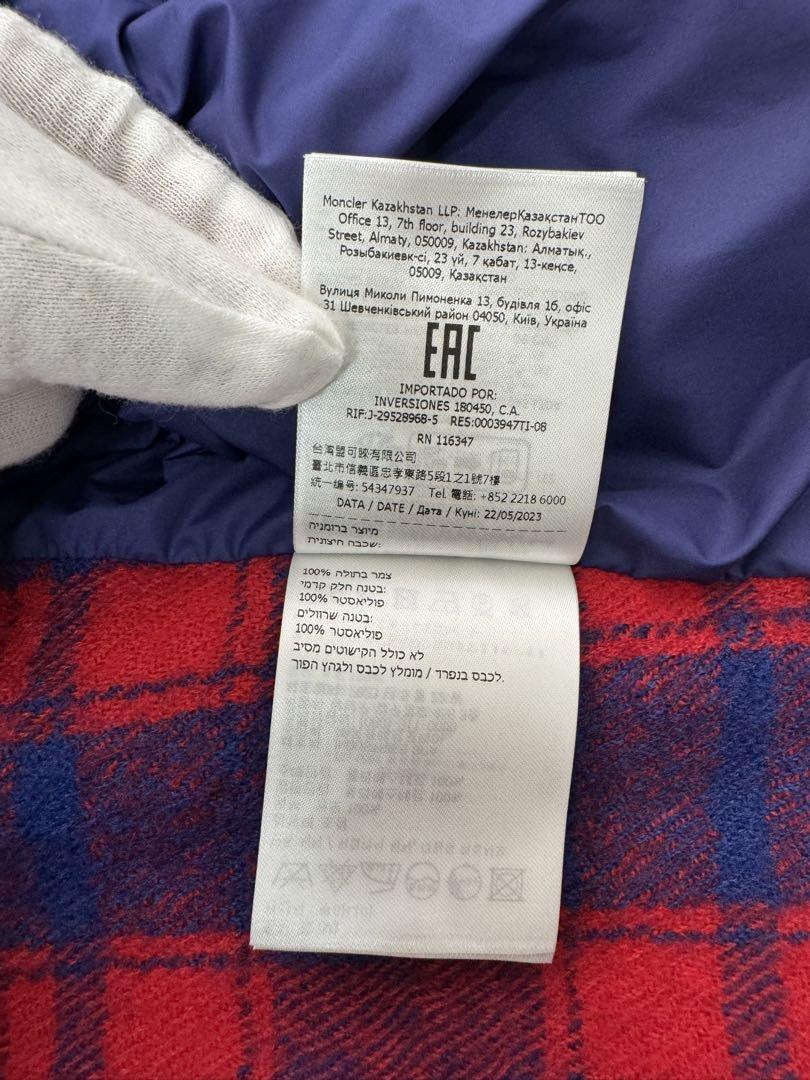 Moncler Kazakhstan LLP: МенелерҚазақстанТОО
Office 13, 7th floor, building 23, Rozybakiev
Street, Almaty, 050009, Kazakhstan: Алматық.,
Розыбакиевк-сі, 23 үй, 7 қабат, 13-кеңсе,
05009, Қазақстан
Вулиця Миколи Пимоненка 13, будівля 1б, офіс
31 Шевченківський район 04050, Київ, Україна
EAC
IMPORTADO POR:
INVERSIONES 180450, C.A.
RIF:J-29528968-5 RES:0003947TI-08
RN 116347
台湾盟可睞有限公司
臺北市信義區忠孝東路5段1之1號7樓
統一编号: 54347937 Tel. 電話: +852 2218 6000
DATA / DATE / Дата / Күні: 22/05/2023
מיוצר ברומניה
שכבה חיצונית:
100% צמר בתולה
בטנה חלק קדמי:
100% פוליאסטר
בטנה שרוולים:
100% פוליאסטר
לא כולל הקישוטים מסיב
לכבס בנפרד / מומלץ לכבס ולגהץ הפוך.